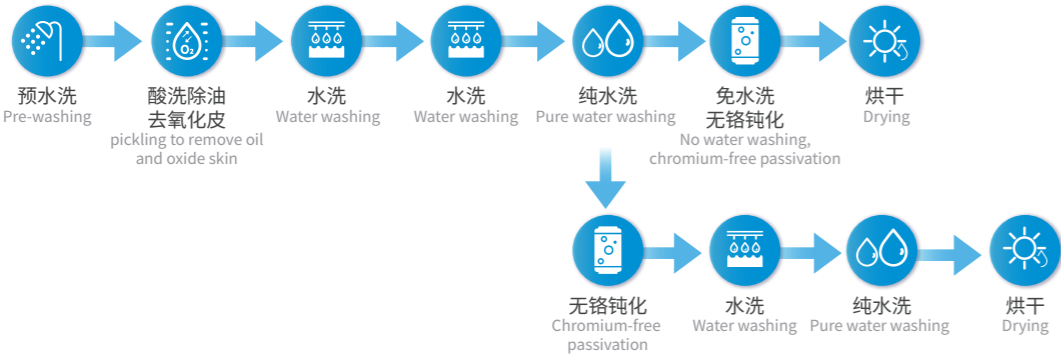 O₂
预水洗
Pre-washing
酸洗除油
去氧化皮
pickling to remove oil
and oxide skin
水洗
Water washing
水洗
Water washing
纯水洗
Pure water washing
免水洗
无铬钝化
No water washing,
chromium-free passivation
烘干
Drying
无铬钝化
Chromium-free
passivation
水洗
Water washing
纯水洗
Pure water washing
烘干
Drying